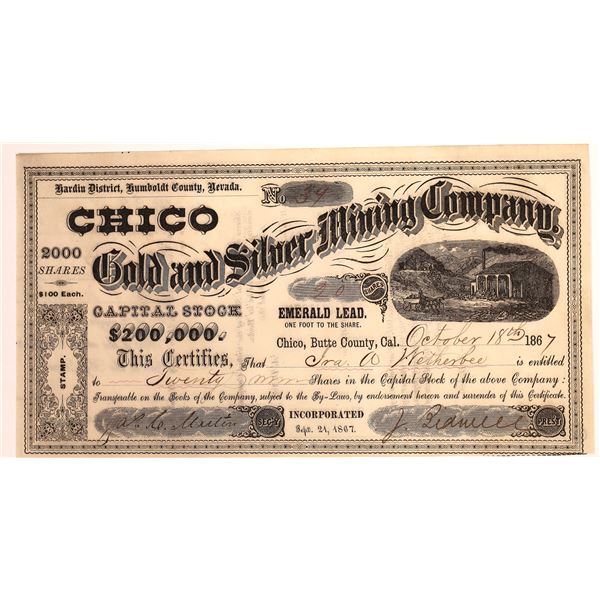 Hardin District, Humboldt County, Nevada.
No 34
CHICO
Gold and Silver Mining Company.
2000
SHARES
$100 Each.
CAPITAL STOCK
$200,000.
STAMP.
20
SHARES
EMERALD LEAD.
ONE FOOT TO THE SHARE.
Chico, Butte County, Cal. October 18th 1867
This Certifies, That Ira A Wetherbee is entitled
to Twenty Shares in the Capital Stock of the above Company:
Transferable on the Books of the Company, subject to the By-Laws, by endorsement hereon and surrender of this Certificate.
SEC'Y
INCORPORATED
Sept. 21, 1867.
J. Bidwell
PREST